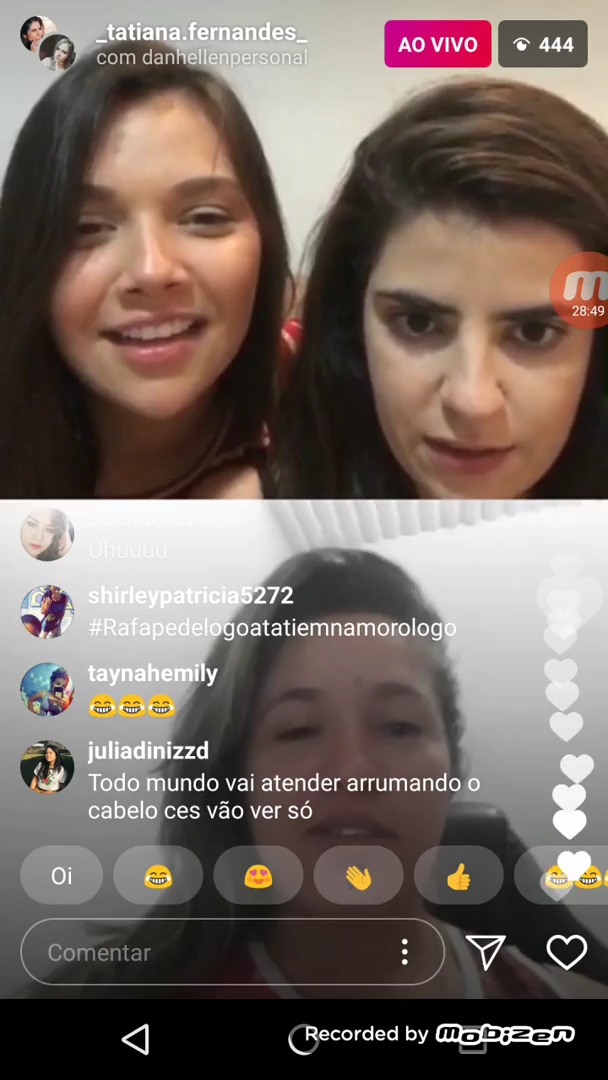 _tatiana.fernandes_
AO VIVO
444
com danhellenpersonal
28:49
Uhuuuu
shirleypatricia5272
#Rafapedelogoatatiemnamorologo
taynahemily
😂😂😂
juliadinizzd
Todo mundo vai atender arrumando o
cabelo ces vão ver só
Oi
Comentar
Recorded by mobizen